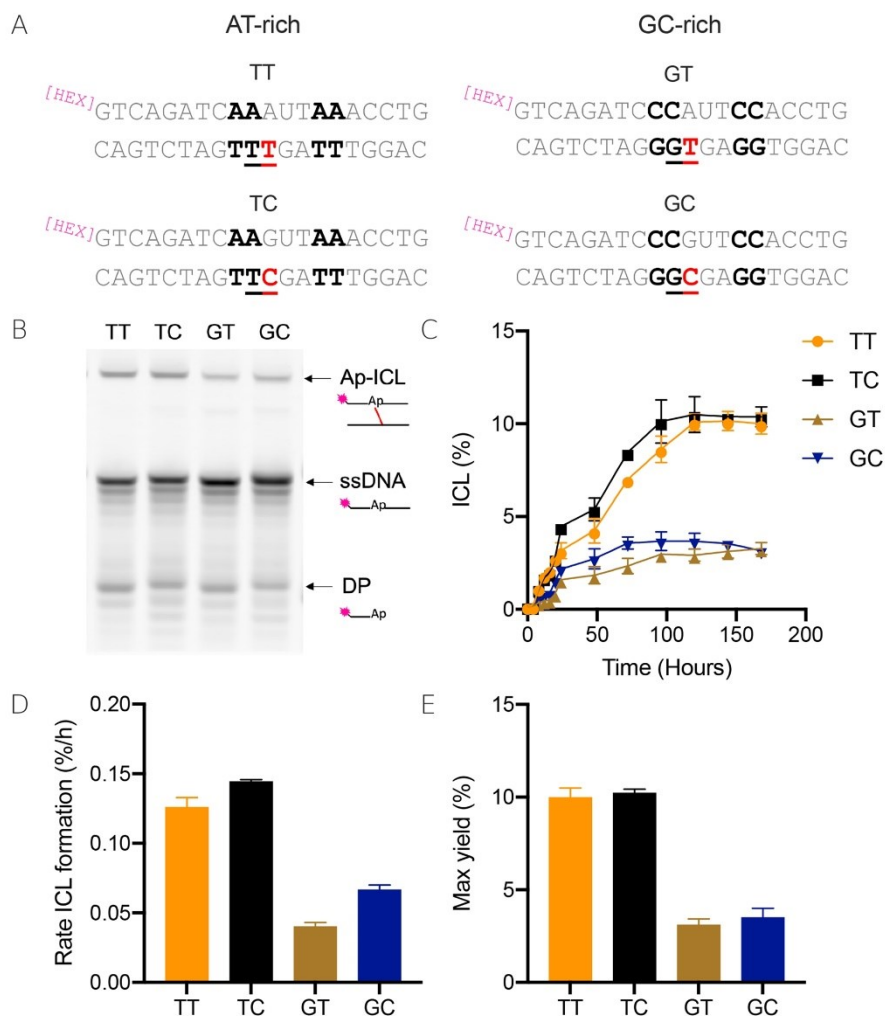 A
AT-rich
GC-rich
TT
GT
[HEX]GTCAGATCAAAUTAAACCTG
[HEX]GTCAGATCCCAUTCCACCTG
CAGTCTAGTTTGATTTGGAC
CAGTCTAGGGTGAGGTGGAC
TC
GC
[HEX]GTCAGATCAAGUTAAACCTG
[HEX]GTCAGATCCCGUTCCACCTG
CAGTCTAGTTCGATTTGGAC
CAGTCTAGGGCGAGGTGGAC
B
TT TC GT GC
Ap-ICL
Ap
ssDNA
Ap
DP
Ap
C
15
10
5
0
ICL (%)
0 50 100 150 200
Time (Hours)
TT
TC
GT
GC
D
0.20
0.15
0.10
0.05
0.00
Rate ICL formation (%/h)
TT TC GT GC
E
15
10
5
0
Max yield (%)
TT TC GT GC